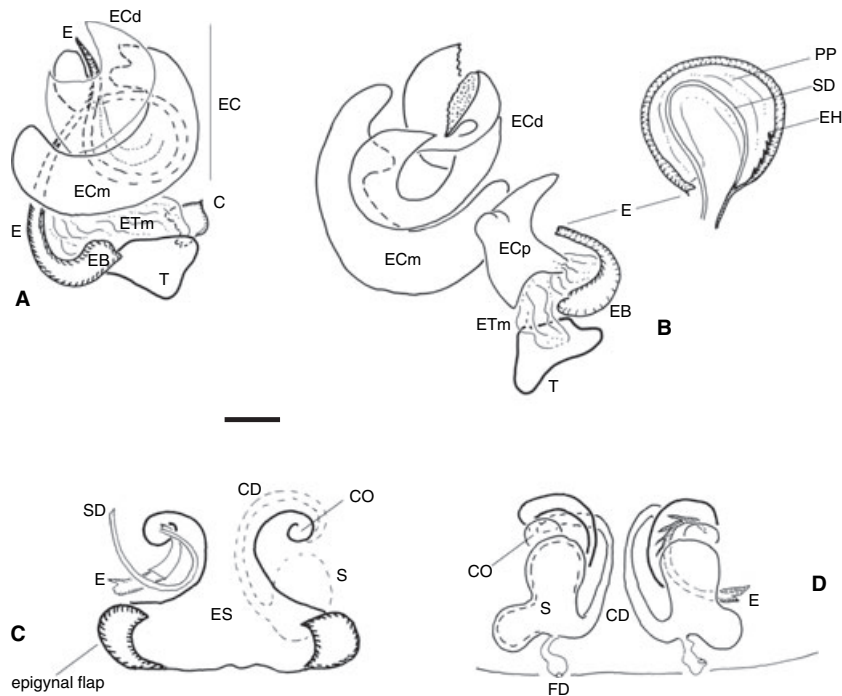 ECd
E
EC
ECm
C
E
ETm
EB
T
A
ECd
ECm
ECp
E
ETm
EB
B
T
PP
SD
EH
CD
CO
SD
S
E
ES
C
epigynal flap
CO
S
CD
E
D
FD